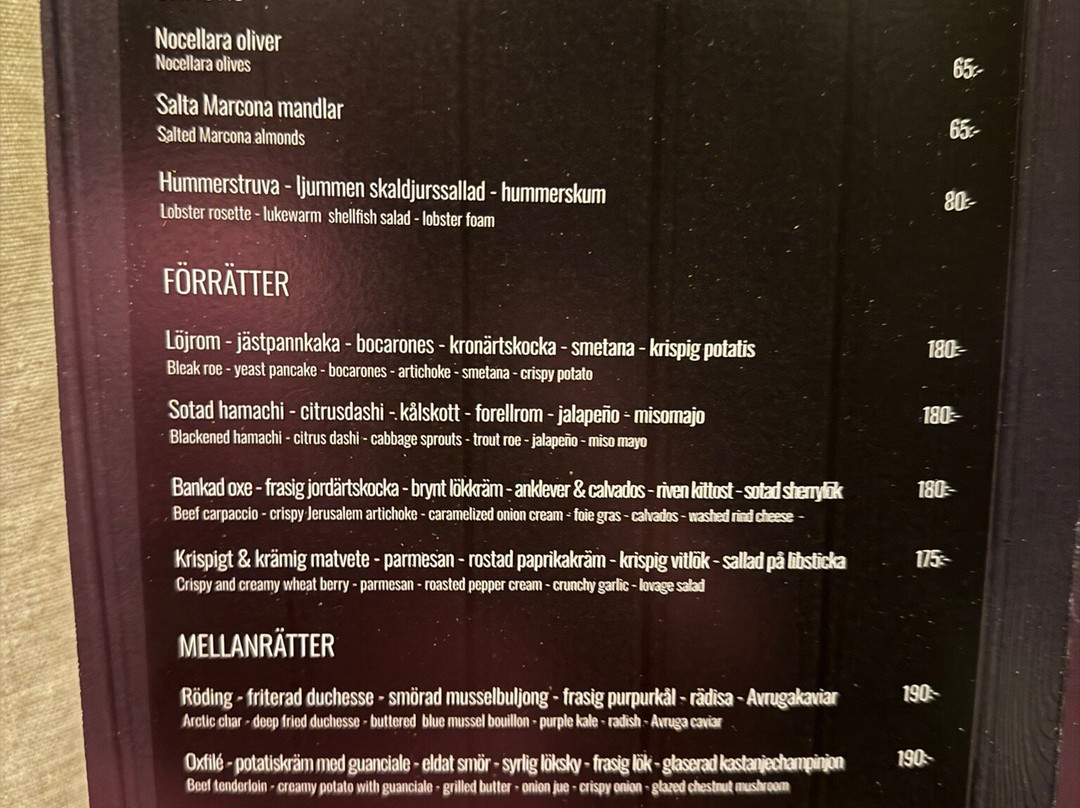 Nocellara oliver
Nocellara olives 65:-
Salta Marcona mandlar
Salted Marcona almonds 65:-
Hummerstruva - ljummen skaldjurssallad - hummerskum 80:-
Lobster rosette - lukewarm shellfish salad - lobster foam
FÖRRÄTTER
Löjrom - jästpannkaka - bocarones - kronärtskocka - smetana - krispig potatis 180:-
Bleak roe - yeast pancake - bocarones - artichoke - smetana - crispy potato
Sotad hamachi - citrusdashi - kålskott - forellrom - jalapeño - misomajo 180:-
Blackened hamachi - citrus dashi - cabbage sprouts - trout roe - jalapeño - miso mayo
Bankad oxe - frasig jordärtskocka - brynt lökkräm - anklever & calvados - riven kittost - sotad sherrylök 180:-
Beef carpaccio - crispy Jerusalem artichoke - caramelized onion cream - foie gras - calvados - washed rind cheese -
Krispigt & krämig matvete - parmesan - rostad paprikakräm - krispig vitlök - sallad på libsticka 175:-
Crispy and creamy wheat berry - parmesan - roasted pepper cream - crunchy garlic - lovage salad
MELLANRÄTTER
Röding - friterad duchesse - smörad musselbuljong - frasig purpurkål - rädisa - Avrugakaviar 190:-
Arctic char - deep fried duchesse - buttered blue mussel bouillon - purple kale - radish - Avruga caviar
Oxfilé - potatiskräm med guanciale - eldat smör - syrlig löksky - frasig lök - glaserad kastanjechampinjon 190:-
Beef tenderloin - creamy potato with guanciale - grilled butter - onion jue - crispy onion - glazed chestnut mushroom